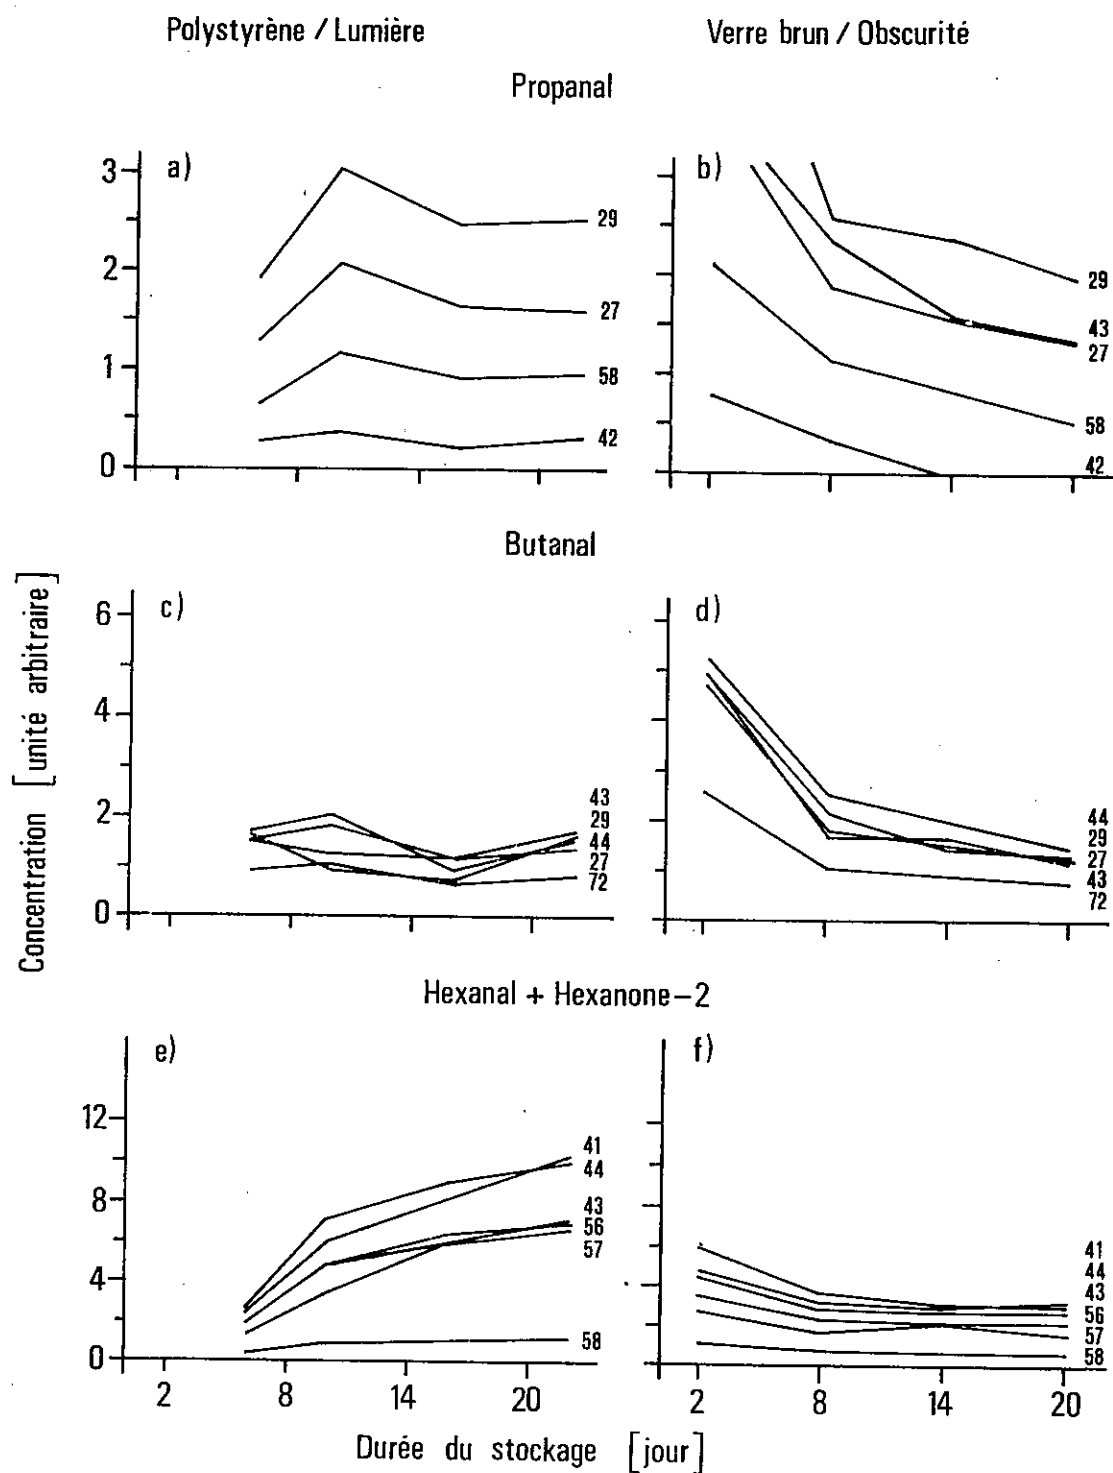 Polystyrène / Lumière
Verre brun / Obscurité
Propanal
a)
3
2
1
0
29
27
58
42
b)
29
43
27
58
42
Butanal
Concentration [unité arbitraire]
c)
6
4
2
0
43
29
44
27
72
d)
44
29
27
43
72
Hexanal + Hexanone-2
e)
12
8
4
0
41
44
43
56
57
58
2 8 14 20
f)
41
44
43
56
57
58
2 8 14 20
Durée du stockage [jour]